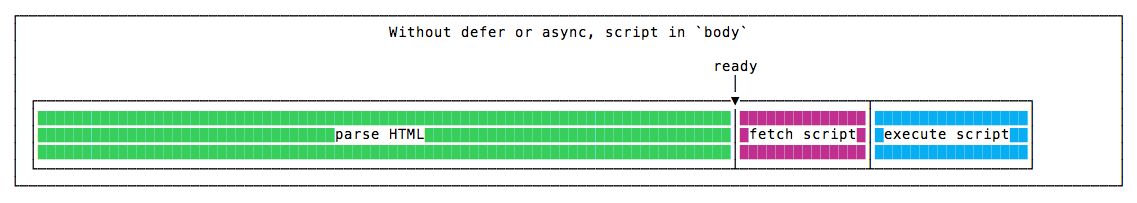 Without defer or async, script in `body`
ready
parse HTML fetch script execute script